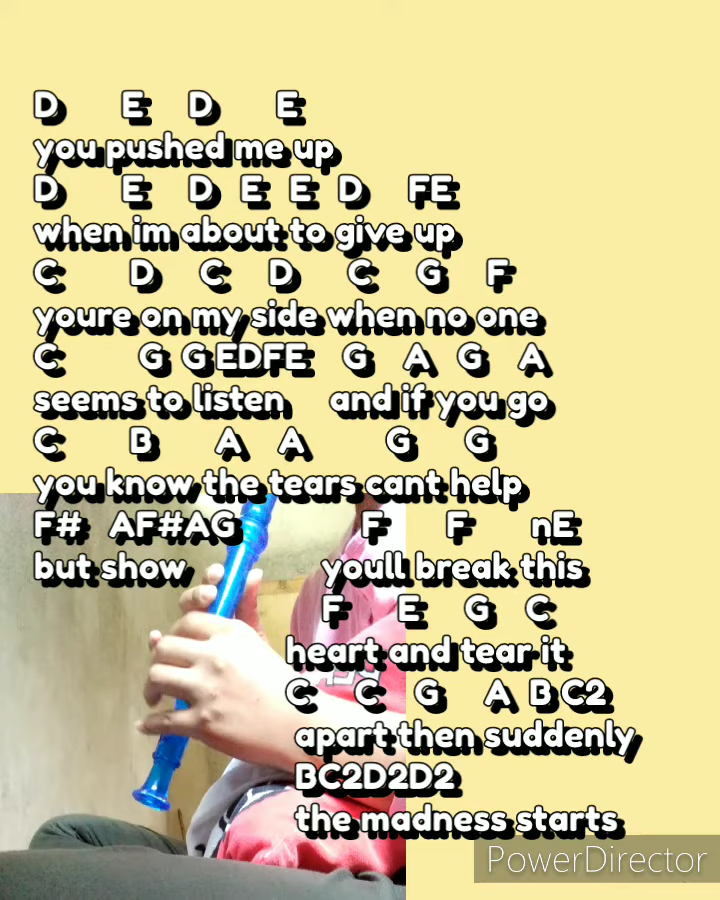 D E D E
you pushed me up
D E D E E D FE
when im about to give up
C D C D C G F
youre on my side when no one
C G G EDFE G A G A
seems to listen and if you go
C B A A G G
you know the tears cant help
F# AF#AG F F nE
but show youll break this
F E G C
heart and tear it
C C G A B C2
apart then suddenly
BC2D2D2
the madness starts
PowerDirector